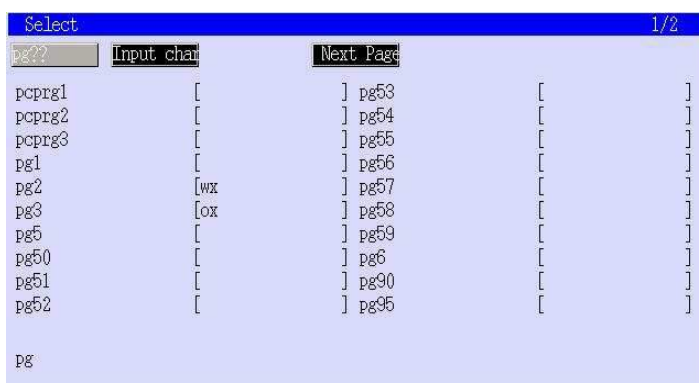 Select 1/2
pg?? Input char Next Page
pcprg1 [ ] pg53 [ ]
pcprg2 [ ] pg54 [ ]
pcprg3 [ ] pg55 [ ]
pg1 [ ] pg56 [ ]
pg2 [wx ] pg57 [ ]
pg3 [ox ] pg58 [ ]
pg5 [ ] pg59 [ ]
pg50 [ ] pg6 [ ]
pg51 [ ] pg90 [ ]
pg52 [ ] pg95 [ ]
pg